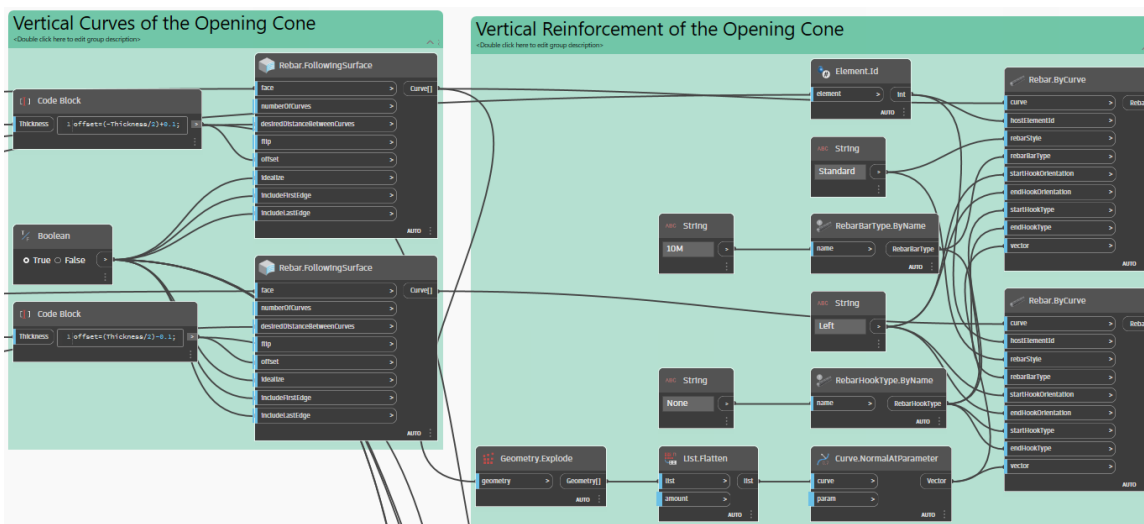 Vertical Curves of the Opening Cone
<Double click here to edit group description>
Rebar.FollowingSurface
face > Curve[]
numberOfCurves >
desiredDistanceBetweenCurves >
flip >
offset >
idealize >
includeFirstEdge >
includeLastEdge >
AUTO
Code Block
Thickness 1 offset=(-Thickness/2)+0.1; >
Boolean
True False >
Rebar.FollowingSurface
face > Curve[]
numberOfCurves >
desiredDistanceBetweenCurves >
flip >
offset >
idealize >
includeFirstEdge >
includeLastEdge >
AUTO
Code Block
Thickness 1 offset=(Thickness/2)-0.1; >
Vertical Reinforcement of the Opening Cone
<Double click here to edit group description>
Element.Id
element > Int
AUTO
ABC String
Standard >
ABC String
10M >
RebarBarType.ByName
name > RebarBarType
AUTO
ABC String
Left >
ABC String
None >
RebarHookType.ByName
name > RebarHookType
AUTO
Geometry.Explode
geometry > Geometry[]
AUTO
List.Flatten
list > list
amount >
AUTO
Curve.NormalAtParameter
curve > Vector
param >
AUTO
Rebar.ByCurve
curve > Reba
hostElementId >
rebarStyle >
rebarBarType >
startHookOrientation >
endHookOrientation >
startHookType >
endHookType >
vector >
AUTO
Rebar.ByCurve
curve > Reba
hostElementId >
rebarStyle >
rebarBarType >
startHookOrientation >
endHookOrientation >
startHookType >
endHookType >
vector >
AUTO